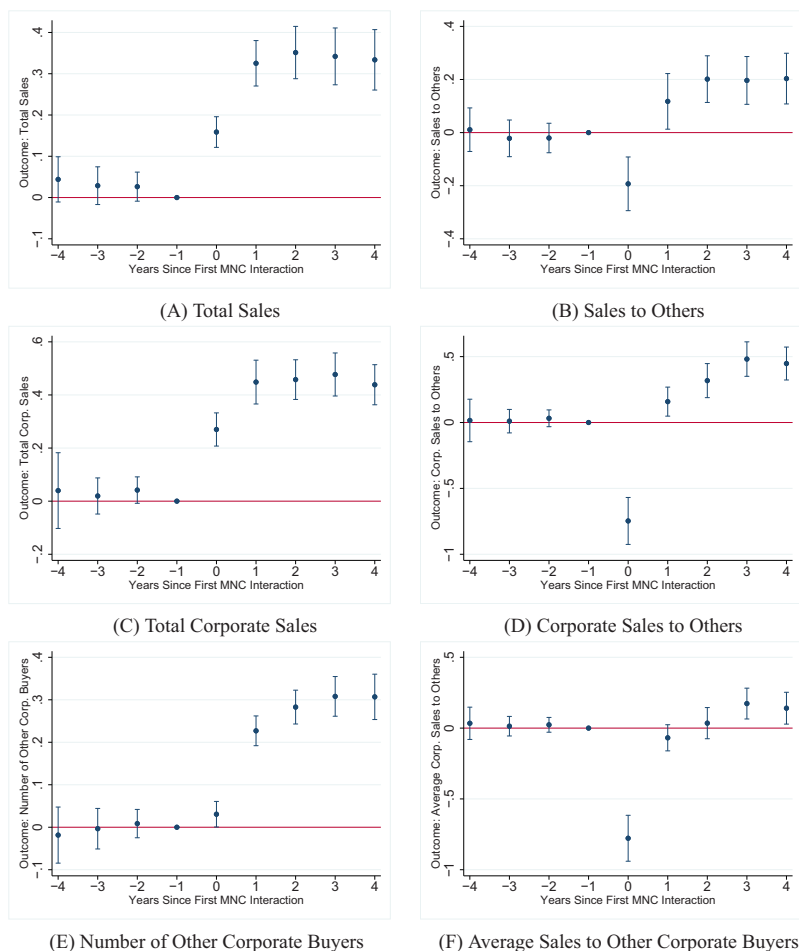 Outcome: Total Sales
.4
.3
.2
.1
0
−.1
−4 −3 −2 −1 0 1 2 3 4
Years Since First MNC Interaction
(A) Total Sales
Outcome: Sales to Others
.4
.2
0
−.2
−.4
−4 −3 −2 −1 0 1 2 3 4
Years Since First MNC Interaction
(B) Sales to Others
Outcome: Total Corp. Sales
.6
.4
.2
0
−.2
−4 −3 −2 −1 0 1 2 3 4
Years Since First MNC Interaction
(C) Total Corporate Sales
Outcome: Corp. Sales to Others
.5
0
−.5
−1
−4 −3 −2 −1 0 1 2 3 4
Years Since First MNC Interaction
(D) Corporate Sales to Others
Outcome: Number of Other Corp. Buyers
.4
.3
.2
.1
0
−.1
−4 −3 −2 −1 0 1 2 3 4
Years Since First MNC Interaction
(E) Number of Other Corporate Buyers
Outcome: Average Corp. Sales to Others
.5
0
−.5
−1
−4 −3 −2 −1 0 1 2 3 4
Years Since First MNC Interaction
(F) Average Sales to Other Corporate Buyers